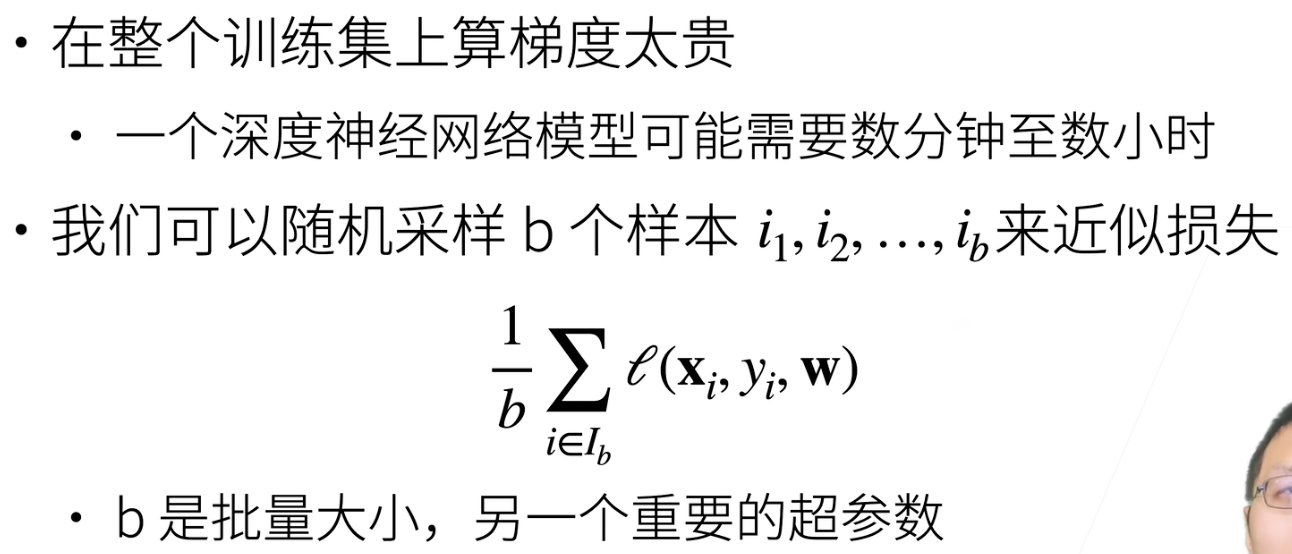 • 在整个训练集上算梯度太贵
• 一个深度神经网络模型可能需要数分钟至数小时
• 我们可以随机采样 b 个样本 i₁, i₂, …, i_b 来近似损失
\frac{1}{b} \sum_{i \in I_b} \ell(\mathbf{x}_i, y_i, \mathbf{w})
• b 是批量大小，另一个重要的超参数